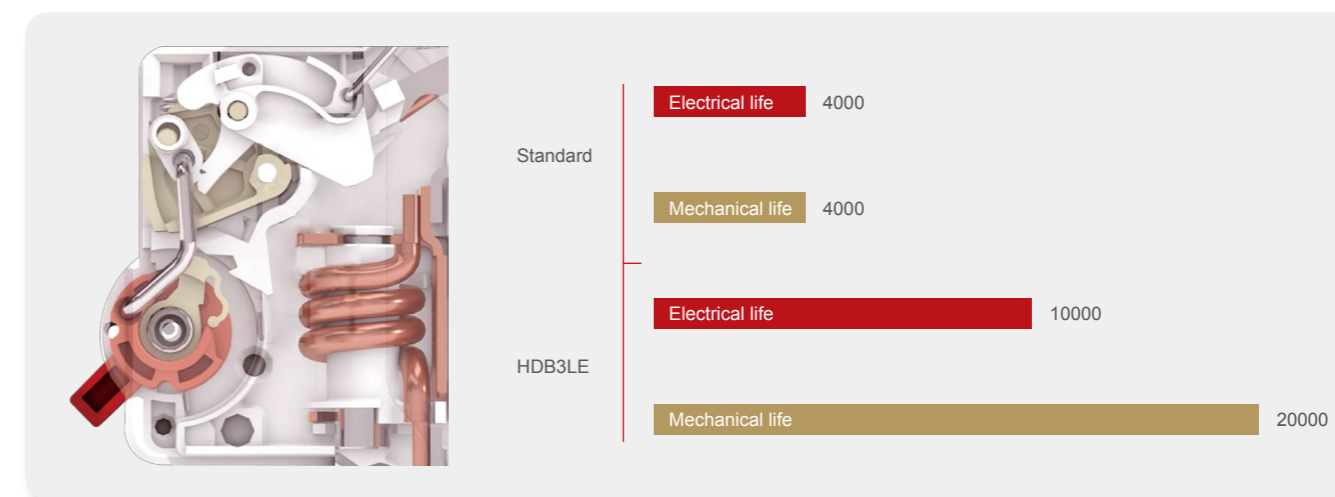 Standard
Electrical life 4000
Mechanical life 4000
HDB3LE
Electrical life 10000
Mechanical life 20000